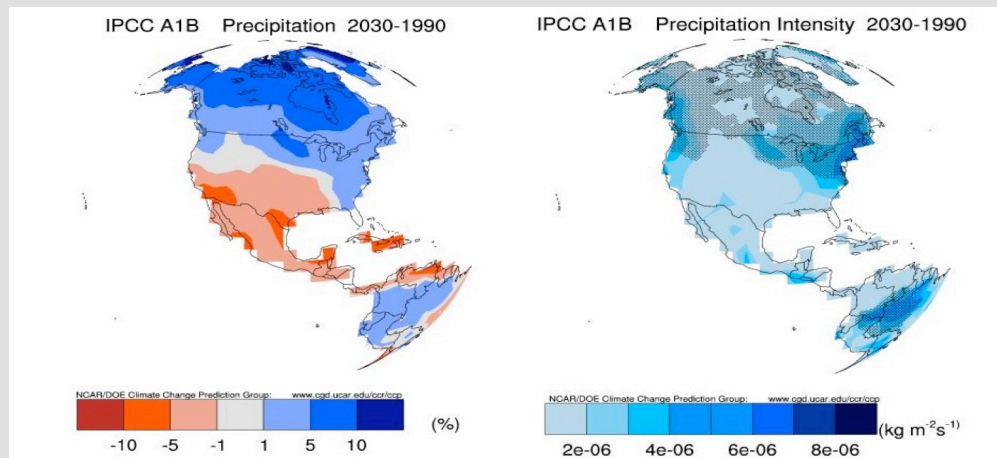 IPCC A1B Precipitation 2030-1990
NCAR/DOE Climate Change Prediction Group: www.cgd.ucar.edu/ccr/ccp
-10 -5 -1 1 5 10 (%)
IPCC A1B Precipitation Intensity 2030-1990
NCAR/DOE Climate Change Prediction Group: www.cgd.ucar.edu/ccr/ccp
(kg m⁻²s⁻¹)
2e-06 4e-06 6e-06 8e-06